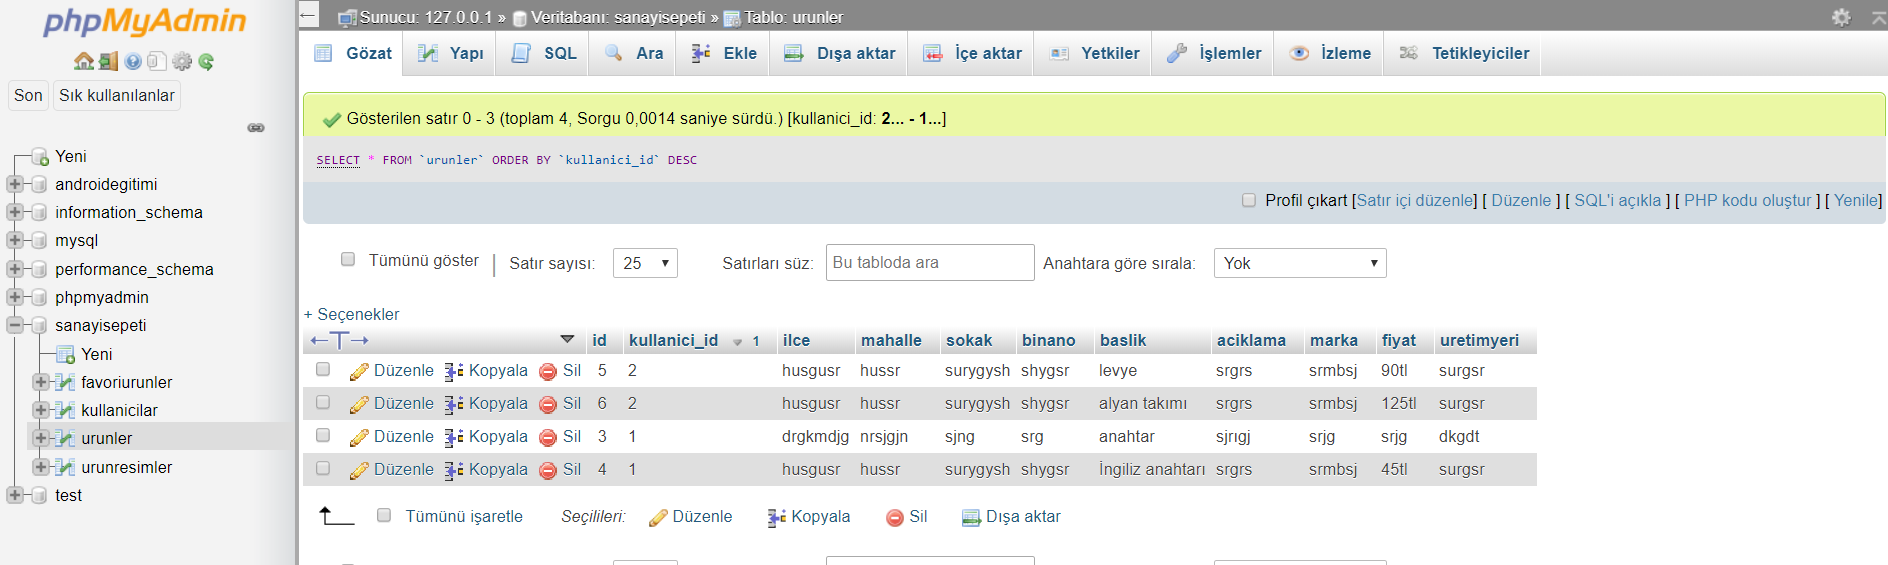 phpMyAdmin
Son Sık kullanılanlar
Yeni
androidegitimi
information_schema
mysql
performance_schema
phpmyadmin
sanayisepeti
Yeni
favoriurunler
kullanicilar
urunler
urunresimler
test
Sunucu: 127.0.0.1 » Veritabanı: sanayisepeti » Tablo: urunler
Gözat Yapı SQL Ara Ekle Dışa aktar İçe aktar Yetkiler İşlemler İzleme Tetikleyiciler
Gösterilen satır 0 - 3 (toplam 4, Sorgu 0,0014 saniye sürdü.) [kullanici_id: 2... - 1...]
SELECT * FROM `urunler` ORDER BY `kullanici_id` DESC
Profil çıkart [Satır içi düzenle] [ Düzenle ] [ SQL'i açıkla ] [ PHP kodu oluştur ] [ Yenile]
Tümünü göster | Satır sayısı: 25 Satırları süz: Bu tabloda ara Anahtara göre sırala: Yok
+ Seçenekler
←T→ id kullanici_id 1 ilce mahalle sokak binano baslik aciklama marka fiyat uretimyeri
Düzenle Kopyala Sil 5 2 husgusr hussr surygysh shygsr levye srgrs srmbsj 90tl surgsr
Düzenle Kopyala Sil 6 2 husgusr hussr surygysh shygsr alyan takımı srgrs srmbsj 125tl surgsr
Düzenle Kopyala Sil 3 1 drgkmdjg nrsjgjn sjng srg anahtar sjrıgj srjg srjg dkgdt
Düzenle Kopyala Sil 4 1 husgusr hussr surygysh shygsr İngiliz anahtarı srgrs srmbsj 45tl surgsr
Tümünü işaretle Seçilileri: Düzenle Kopyala Sil Dışa aktar